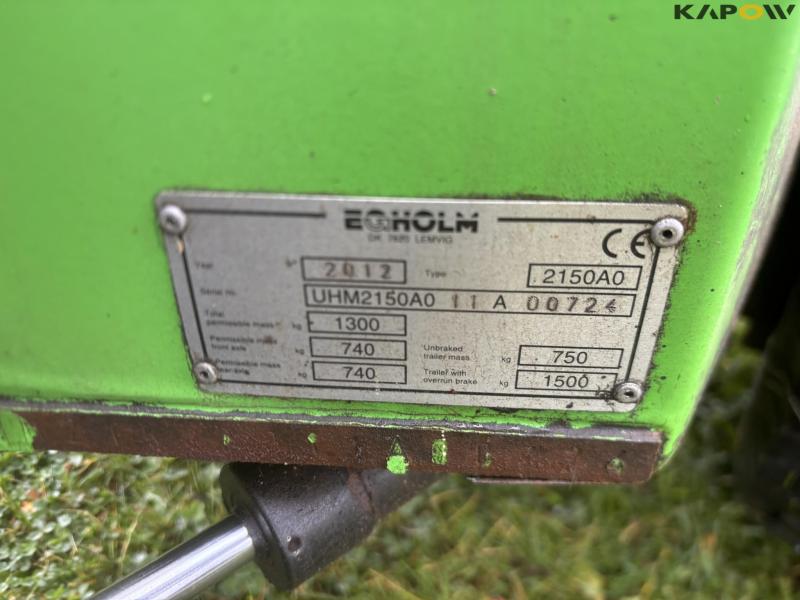 KAPOW
EGHOLM
DK 7620 LEMVIG
CE
Year 2012 Type 2150A0
Serial no. UHM2150A0 11 A 00724
Total permissible mass kg 1300
Permissible mass front axle kg 740 Unbraked trailer mass kg 750
Permissible mass kg 740 Trailer with overrun brake kg 1500